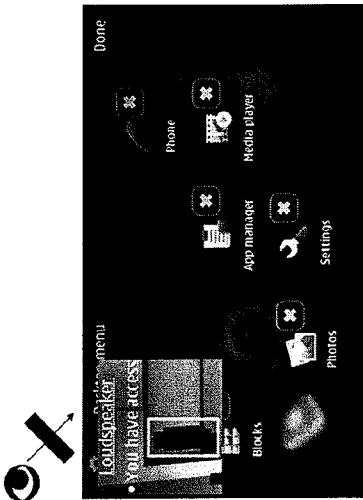 menu
Done
Loudspeaker
• You have access
Phone
Blocks
App manager
Media player
Photos
Settings